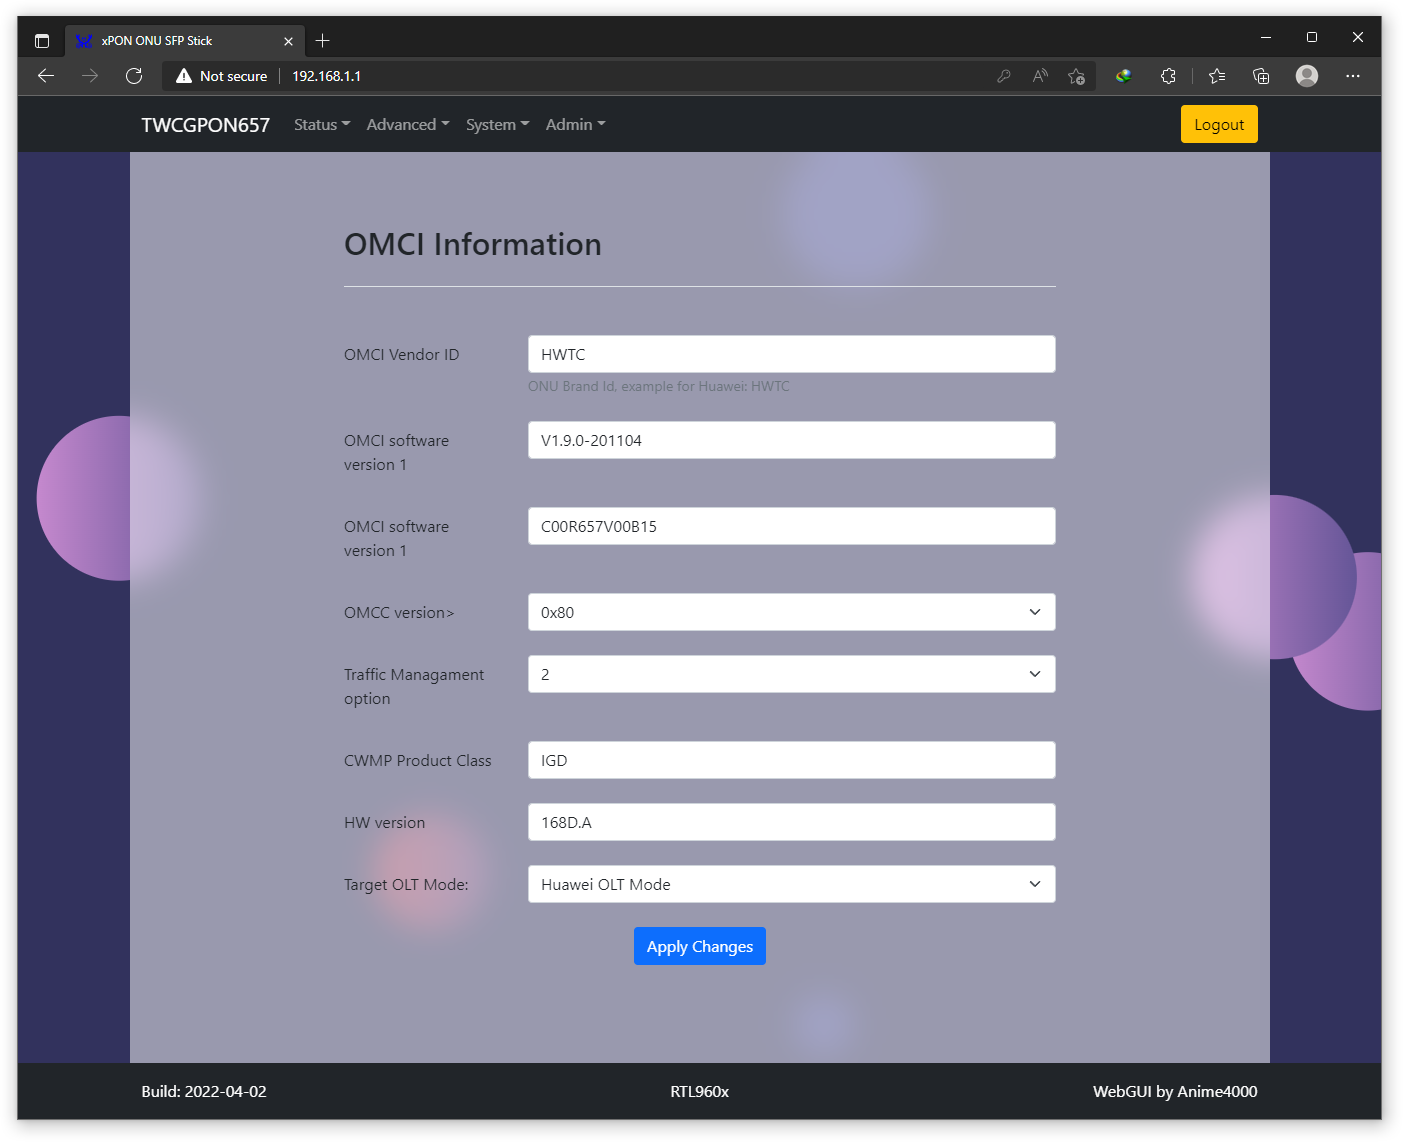 xPON ONU SFP Stick
Not secure
192.168.1.1
TWCGPON657
Status
Advanced
System
Admin
Logout
OMCI Information
OMCI Vendor ID
HWTC
ONU Brand Id, example for Huawei: HWTC
OMCI software
version 1
V1.9.0-201104
OMCI software
version 1
C00R657V00B15
OMCC version>
0x80
Traffic Managament
option
2
CWMP Product Class
IGD
HW version
168D.A
Target OLT Mode:
Huawei OLT Mode
Apply Changes
Build: 2022-04-02
RTL960x
WebGUI by Anime4000